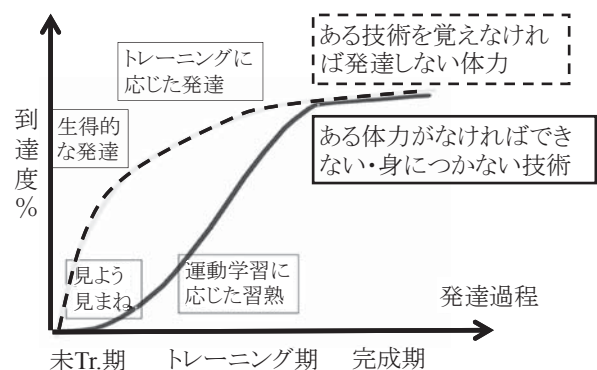 ある技術を覚えなけれ
ば発達しない体力
トレーニングに
応じた発達
生得的
な発達
到達度%
ある体力がなければでき
ない・身につかない技術
見よう
見まね
運動学習に
応じた習熟
発達過程
未Tr.期 トレーニング期 完成期